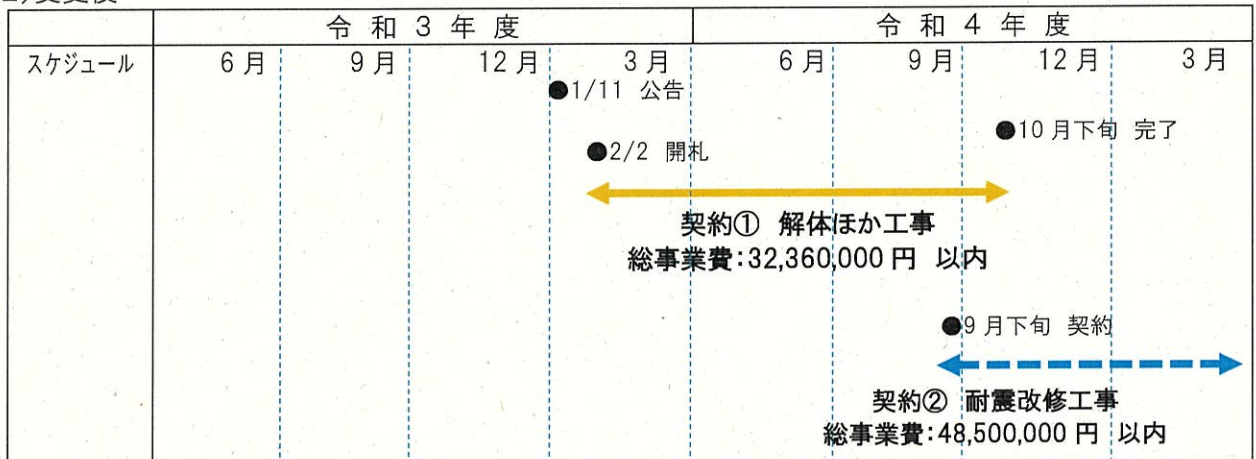 令和3年度 令和4年度
スケジュール 6月 9月 12月 3月 6月 9月 12月 3月
●1/11 公告
●10月下旬 完了
●2/2 開札
契約① 解体ほか工事
総事業費:32,360,000円 以内
●9月下旬 契約
契約② 耐震改修工事
総事業費:48,500,000円 以内